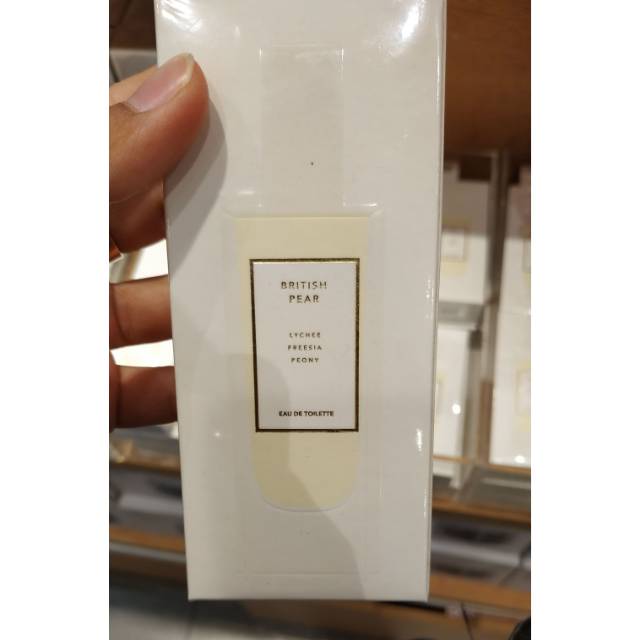 BRITISH
PEAR
LYCHEE
FREESIA
PEONY
EAU DE TOILETTE